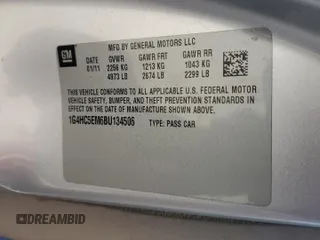 GM
MFD BY GENERAL MOTORS LLC
DATE GVWR GAWR FRT GAWR RR
01/11 2256 KG 1213 KG 1043 KG
4973 LB 2674 LB 2299 LB
THIS VEHICLE CONFORMS TO ALL APPLICABLE U.S. FEDERAL MOTOR
VEHICLE SAFETY, BUMPER, AND THEFT PREVENTION STANDARDS IN
EFFECT ON THE DATE OF MANUFACTURE SHOWN ABOVE.
1G4HC5EM6BU134506 TYPE: PASS CAR
DREAMBID